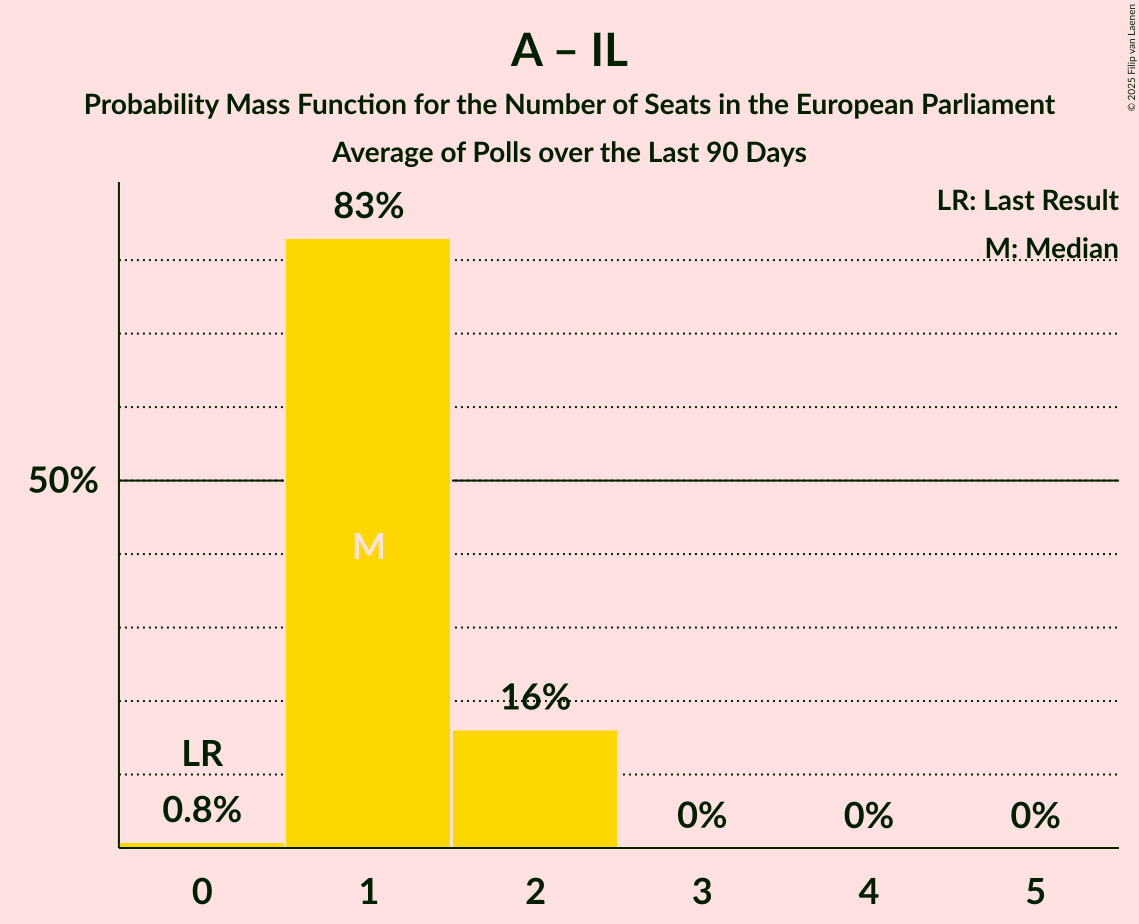 A – IL
Probability Mass Function for the Number of Seats in the European Parliament
Average of Polls over the Last 90 Days
© 2025 Filip van Laenen
LR: Last Result
M: Median
83%
50%
M
16%
LR
0.8%
0%
0%
0%
0
1
2
3
4
5